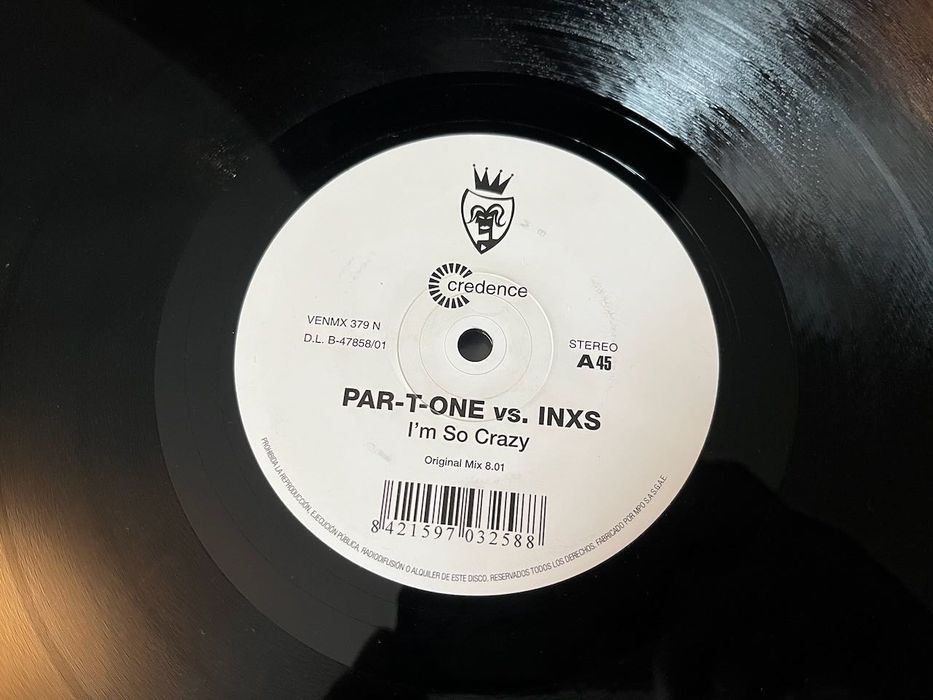 credence
VENMX 379 N
D.L. B-47858/01
STEREO
A 45
PAR-T-ONE vs. INXS
I'm So Crazy
Original Mix 8.01
8 421597 032588
PROHIBIDA LA REPRODUCCIÓN, EJECUCIÓN PÚBLICA, RADIODIFUSIÓN O ALQUILER DE ESTE DISCO. RESERVADOS TODOS LOS DERECHOS. FABRICADO POR MPO S.A.S.G.A.E.